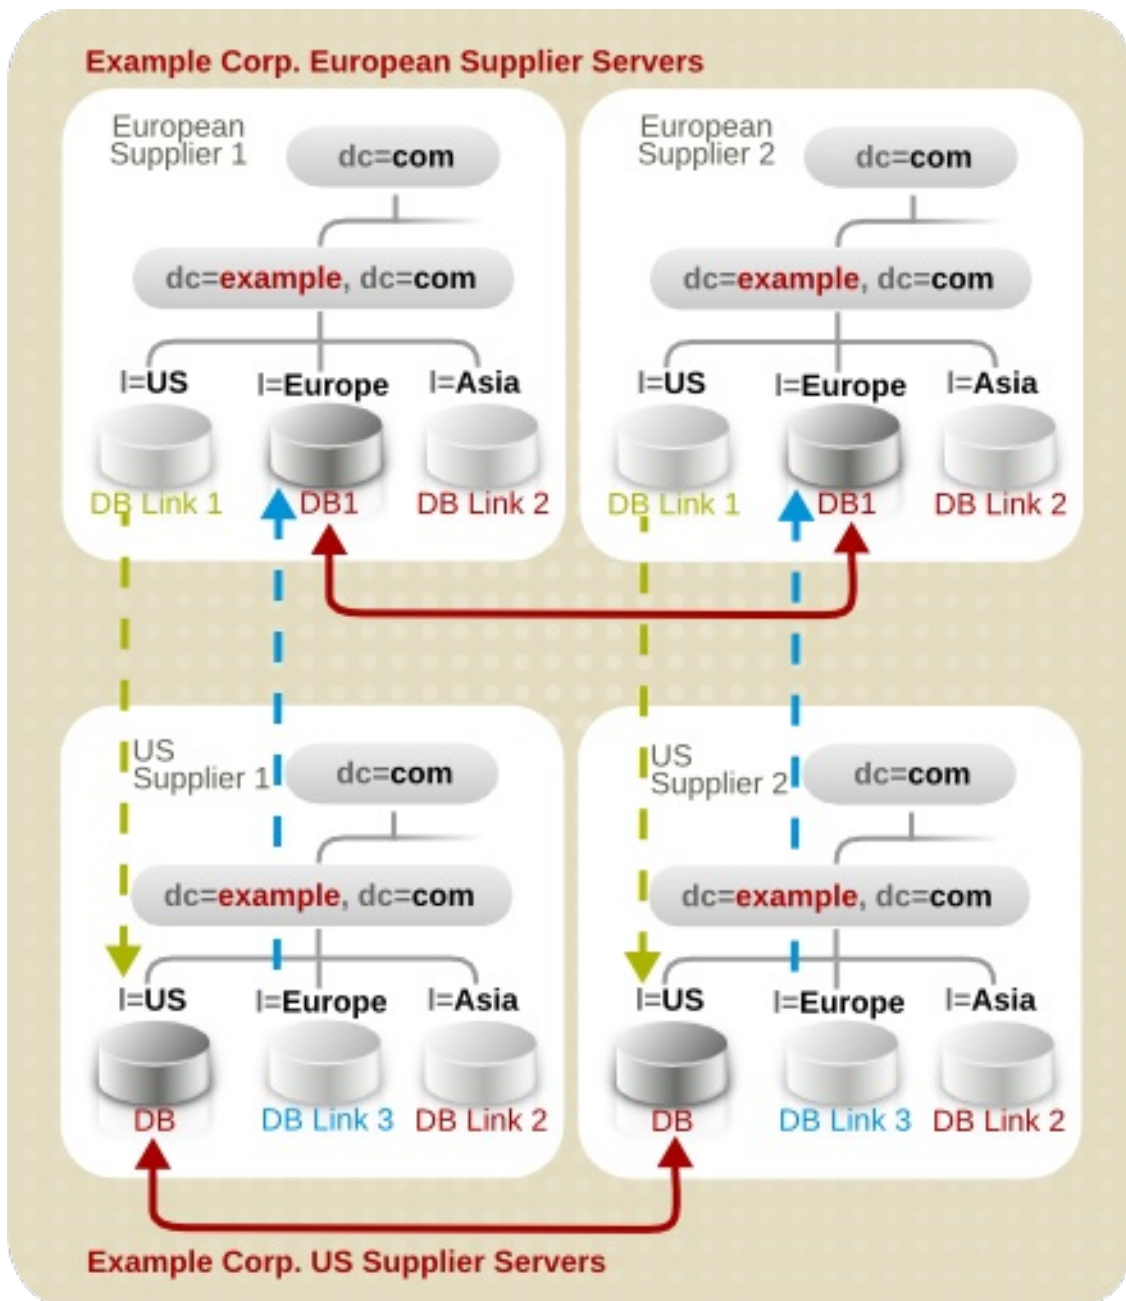 Example Corp. European Supplier Servers
European
Supplier 1
dc=com
dc=example, dc=com
l=US
l=Europe
l=Asia
DB Link 1
DB1
DB Link 2
European
Supplier 2
dc=com
dc=example, dc=com
l=US
l=Europe
l=Asia
DB Link 1
DB1
DB Link 2
US
Supplier 1
dc=com
dc=example, dc=com
l=US
l=Europe
l=Asia
DB
DB Link 3
DB Link 2
US
Supplier 2
dc=com
dc=example, dc=com
l=US
l=Europe
l=Asia
DB
DB Link 3
DB Link 2
Example Corp. US Supplier Servers